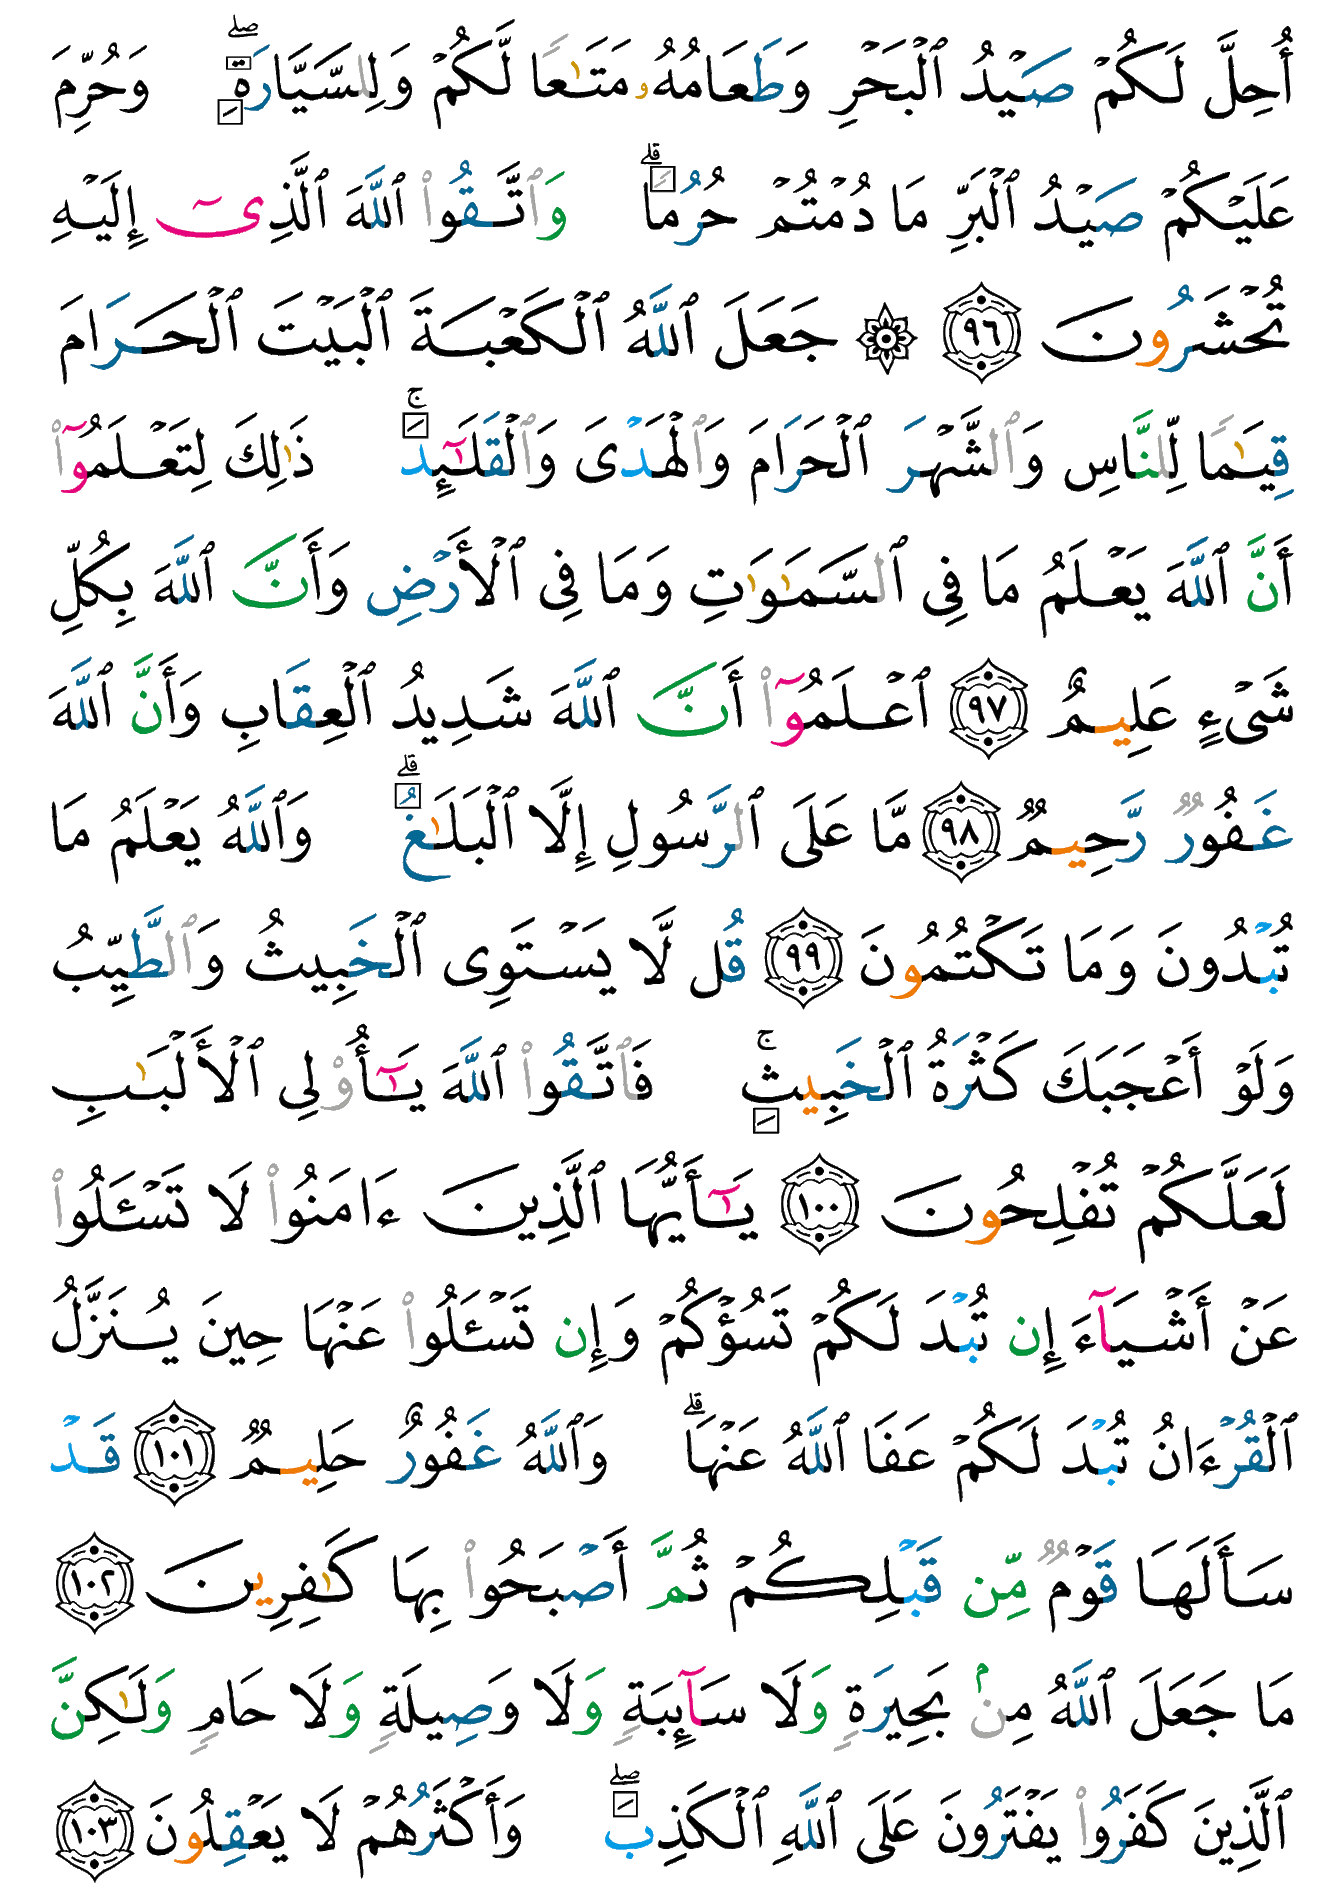 أُحِلَّ لَكُمْ صَيْدُ ٱلْبَحْرِ وَطَعَامُهُۥ مَتَـٰعًا لَّكُمْ وَلِلسَّيَّارَةِ ۖ وَحُرِّمَ
عَلَيْكُمْ صَيْدُ ٱلْبَرِّ مَا دُمْتُمْ حُرُمًا ۗ وَٱتَّقُوا۟ ٱللَّهَ ٱلَّذِىٓ إِلَيْهِ
تُحْشَرُونَ ٩٦ ۞ جَعَلَ ٱللَّهُ ٱلْكَعْبَةَ ٱلْبَيْتَ ٱلْحَرَامَ
قِيَـٰمًا لِّلنَّاسِ وَٱلشَّهْرَ ٱلْحَرَامَ وَٱلْهَدْىَ وَٱلْقَلَـٰٓئِدَ ۚ ذَٰلِكَ لِتَعْلَمُوٓا۟
أَنَّ ٱللَّهَ يَعْلَمُ مَا فِى ٱلسَّمَـٰوَٰتِ وَمَا فِى ٱلْأَرْضِ وَأَنَّ ٱللَّهَ بِكُلِّ
شَىْءٍ عَلِيمٌ ٩٧ ٱعْلَمُوٓا۟ أَنَّ ٱللَّهَ شَدِيدُ ٱلْعِقَابِ وَأَنَّ ٱللَّهَ
غَفُورٌ رَّحِيمٌ ٩٨ مَّا عَلَى ٱلرَّسُولِ إِلَّا ٱلْبَلَـٰغُ ۗ وَٱللَّهُ يَعْلَمُ مَا
تُبْدُونَ وَمَا تَكْتُمُونَ ٩٩ قُل لَّا يَسْتَوِى ٱلْخَبِيثُ وَٱلطَّيِّبُ
وَلَوْ أَعْجَبَكَ كَثْرَةُ ٱلْخَبِيثِ ۚ فَٱتَّقُوا۟ ٱللَّهَ يَـٰٓأُو۟لِى ٱلْأَلْبَـٰبِ
لَعَلَّكُمْ تُفْلِحُونَ ١٠٠ يَـٰٓأَيُّهَا ٱلَّذِينَ ءَامَنُوا۟ لَا تَسْـَٔلُوا۟
عَنْ أَشْيَآءَ إِن تُبْدَ لَكُمْ تَسُؤْكُمْ وَإِن تَسْـَٔلُوا۟ عَنْهَا حِينَ يُنَزَّلُ
ٱلْقُرْءَانُ تُبْدَ لَكُمْ عَفَا ٱللَّهُ عَنْهَا ۗ وَٱللَّهُ غَفُورٌ حَلِيمٌ ١٠١ قَدْ
سَأَلَهَا قَوْمٌ مِّن قَبْلِكُمْ ثُمَّ أَصْبَحُوا۟ بِهَا كَـٰفِرِينَ ١٠٢
مَا جَعَلَ ٱللَّهُ مِنۢ بَحِيرَةٍ وَلَا سَآئِبَةٍ وَلَا وَصِيلَةٍ وَلَا حَامٍ وَلَـٰكِنَّ
ٱلَّذِينَ كَفَرُوا۟ يَفْتَرُونَ عَلَى ٱللَّهِ ٱلْكَذِبَ ۖ وَأَكْثَرُهُمْ لَا يَعْقِلُونَ ١٠٣